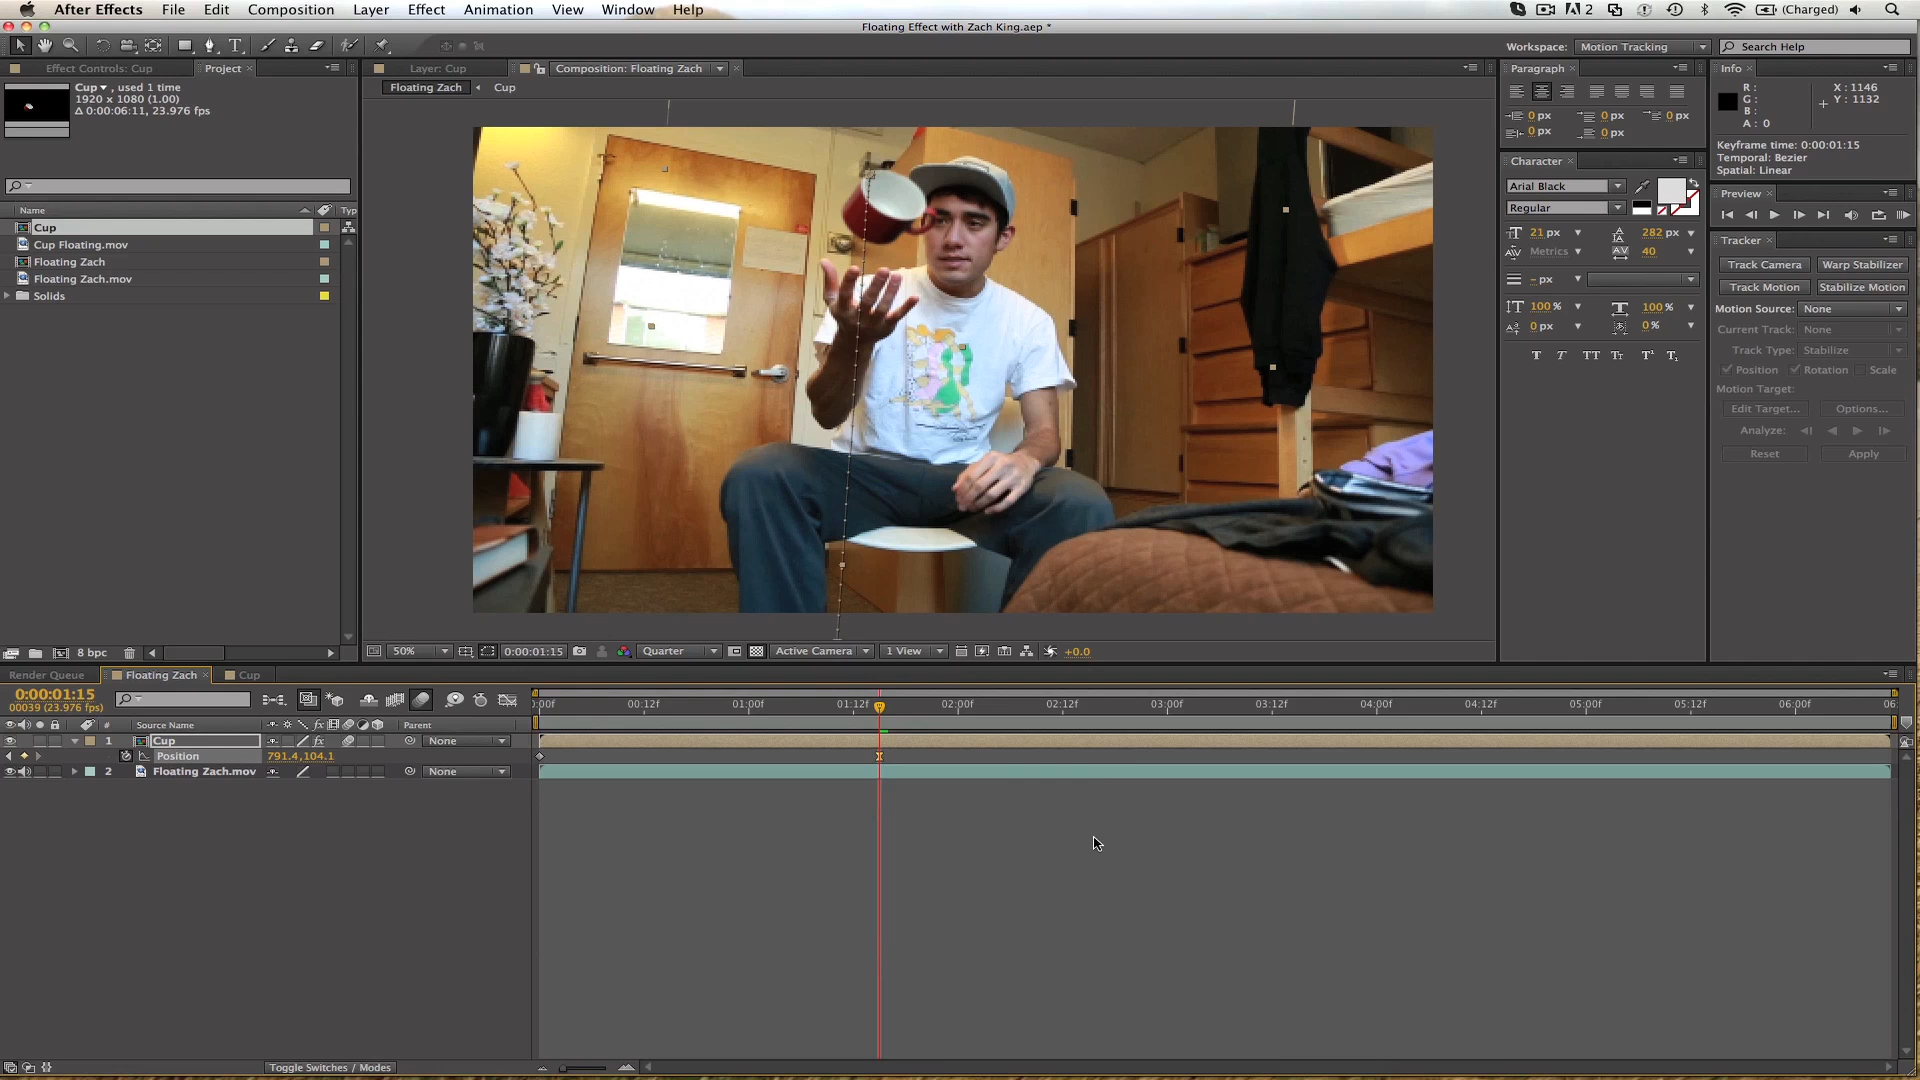 After Effects File Edit Composition Layer Effect Animation View Window Help 2 (Charged)
Floating Effect with Zach King.aep *
Workspace: Motion Tracking Search Help
Effect Controls: Cup Project Layer: Cup Composition: Floating Zach Paragraph Info
Cup , used 1 time
1920 x 1080 (1.00)
Δ 0:00:06:11, 23.976 fps
Floating Zach Cup
0 px 0 px 0 px
0 px 0 px
R : X : 1146
G : Y : 1132
B :
A : 0
Keyframe time: 0:00:01:15
Temporal: Bezier
Spatial: Linear
Character
Arial Black
Regular
21 px 282 px
Metrics 40
- px
100 % 100 %
0 px 0 %
T T TT Tt T¹ T₁
Preview
Tracker
Track Camera Warp Stabilizer
Track Motion Stabilize Motion
Motion Source: None
Current Track: None
Track Type: Stabilize
Position Rotation Scale
Motion Target:
Edit Target... Options...
Analyze:
Reset Apply
Name Typ
Cup
Cup Floating.mov
Floating Zach
Floating Zach.mov
Solids
8 bpc
50% 0:00:01:15 Quarter Active Camera 1 View +0.0
Render Queue Floating Zach Cup
0:00:01:15
00039 (23.976 fps)
:00f 00:12f 01:00f 01:12f 02:00f 02:12f 03:00f 03:12f 04:00f 04:12f 05:00f 05:12f 06:00f 06:
# Source Name fx Parent
1 Cup None
Position 791.4,104.1
2 Floating Zach.mov None
Toggle Switches / Modes